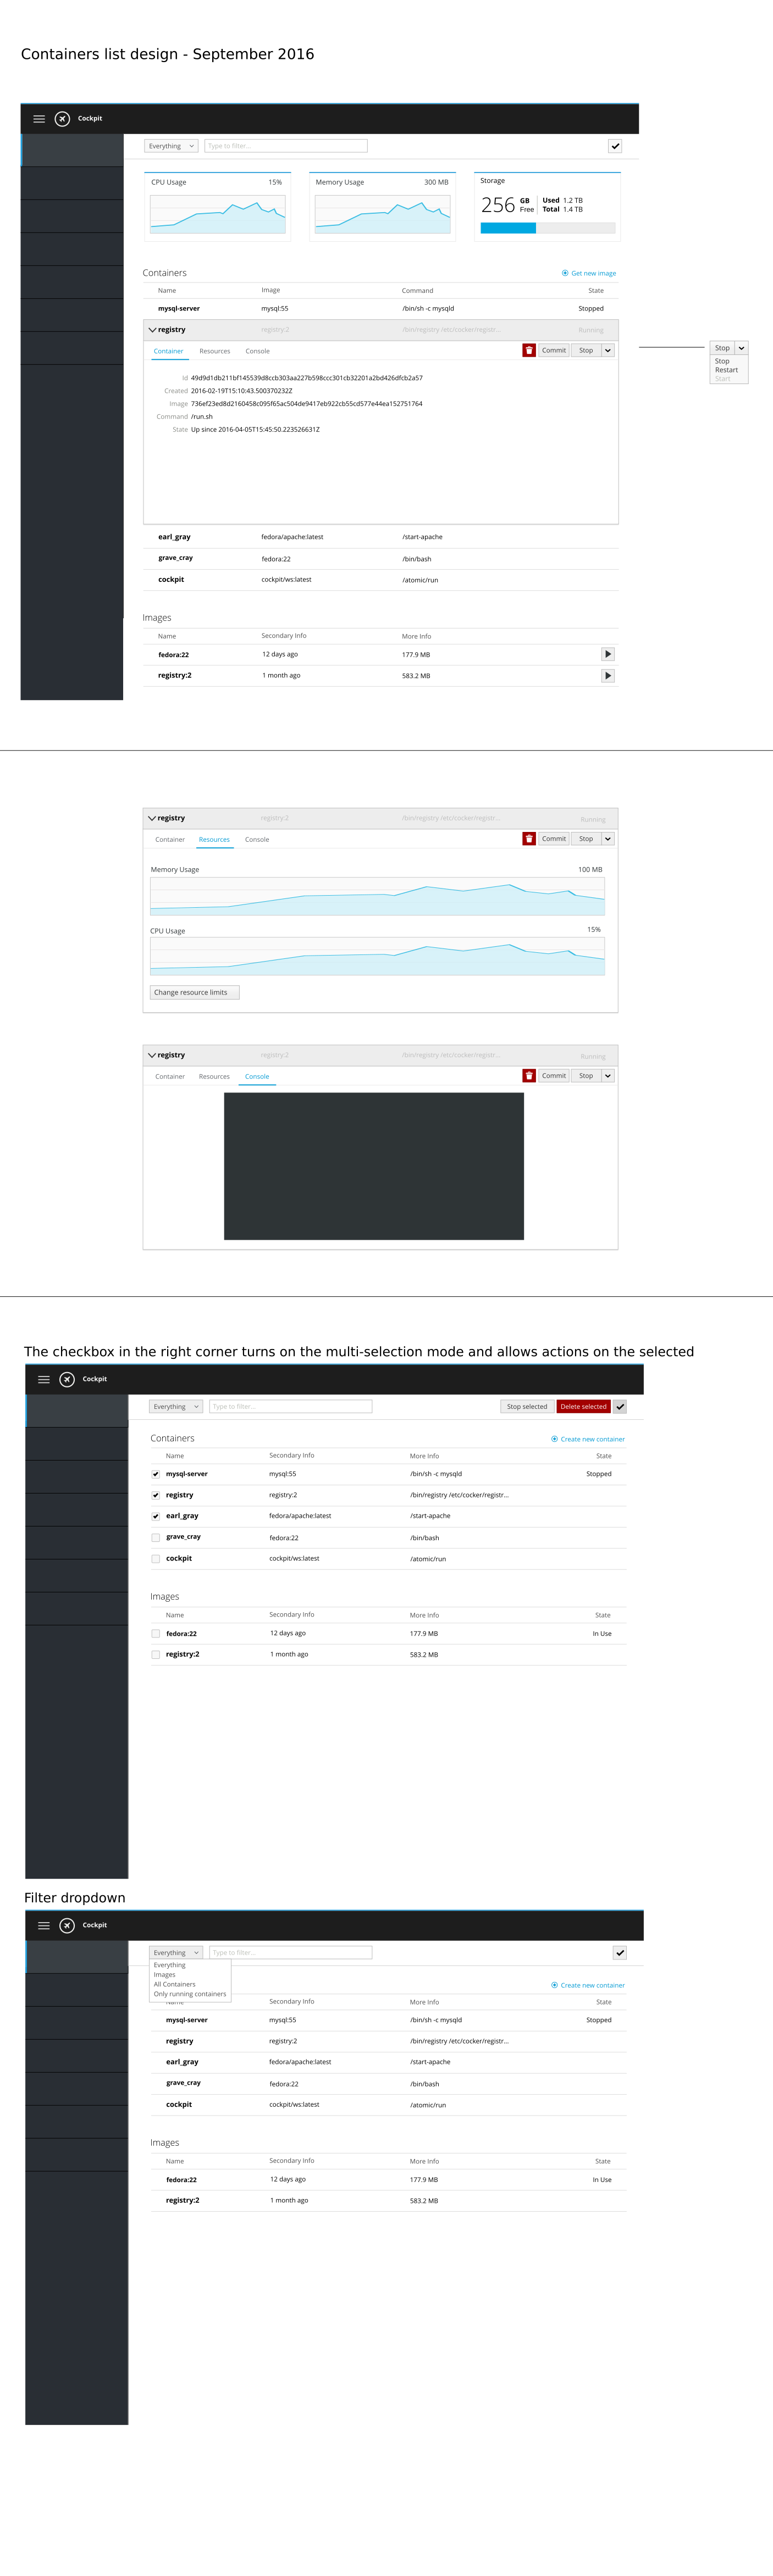 Containers list design - September 2016
Cockpit
Everything Type to filter...
CPU Usage 15% Memory Usage 300 MB Storage
256 GB Free Used 1.2 TB
Total 1.4 TB
Containers Get new image
Name Image Command State
mysql-server mysql:55 /bin/sh -c mysqld Stopped
registry registry:2 /bin/registry /etc/cocker/registr... Running
Container Resources Console Commit Stop
Stop
Stop
Restart
Start
Id 49d9d1db211bf145539d8ccb303aa227b598ccc301cb32201a2bd426dfcb2a57
Created 2016-02-19T15:10:43.500370232Z
Image 736ef23ed8d2160458c095f65ac504de9417eb922cb55cd577e44ea152751764
Command /run.sh
State Up since 2016-04-05T15:45:50.223526631Z
earl_gray fedora/apache:latest /start-apache
grave_cray fedora:22 /bin/bash
cockpit cockpit/ws:latest /atomic/run
Images
Name Secondary Info More Info
fedora:22 12 days ago 177.9 MB
registry:2 1 month ago 583.2 MB
registry registry:2 /bin/registry /etc/cocker/registr... Running
Container Resources Console Commit Stop
Memory Usage 100 MB
CPU Usage 15%
Change resource limits
registry registry:2 /bin/registry /etc/cocker/registr... Running
Container Resources Console Commit Stop
The checkbox in the right corner turns on the multi-selection mode and allows actions on the selected
Cockpit
Everything Type to filter... Stop selected Delete selected
Containers Create new container
Name Secondary Info More Info State
mysql-server mysql:55 /bin/sh -c mysqld Stopped
registry registry:2 /bin/registry /etc/cocker/registr...
earl_gray fedora/apache:latest /start-apache
grave_cray fedora:22 /bin/bash
cockpit cockpit/ws:latest /atomic/run
Images
Name Secondary Info More Info State
fedora:22 12 days ago 177.9 MB In Use
registry:2 1 month ago 583.2 MB
Filter dropdown
Cockpit
Everything Type to filter...
Everything
Images
All Containers
Only running containers
Create new container
Name Secondary Info More Info State
mysql-server mysql:55 /bin/sh -c mysqld Stopped
registry registry:2 /bin/registry /etc/cocker/registr...
earl_gray fedora/apache:latest /start-apache
grave_cray fedora:22 /bin/bash
cockpit cockpit/ws:latest /atomic/run
Images
Name Secondary Info More Info State
fedora:22 12 days ago 177.9 MB In Use
registry:2 1 month ago 583.2 MB